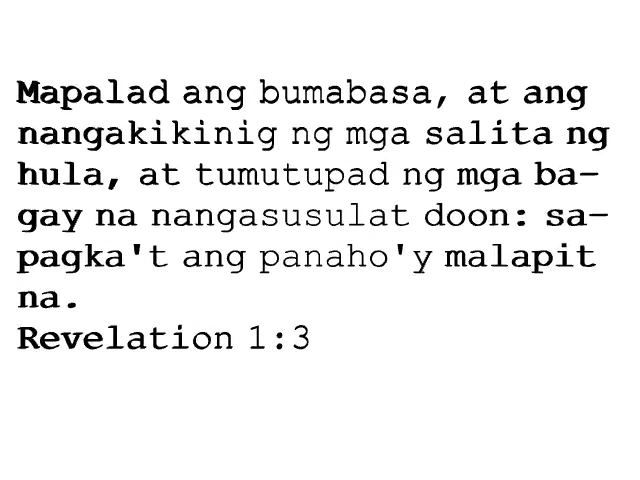 Mapalad ang bumabasa, at ang
nangakikinig ng mga salita ng
hula, at tumutupad ng mga ba-
gay na nangasusulat doon: sa-
pagka't ang panaho'y malapit
na.
Revelation 1:3